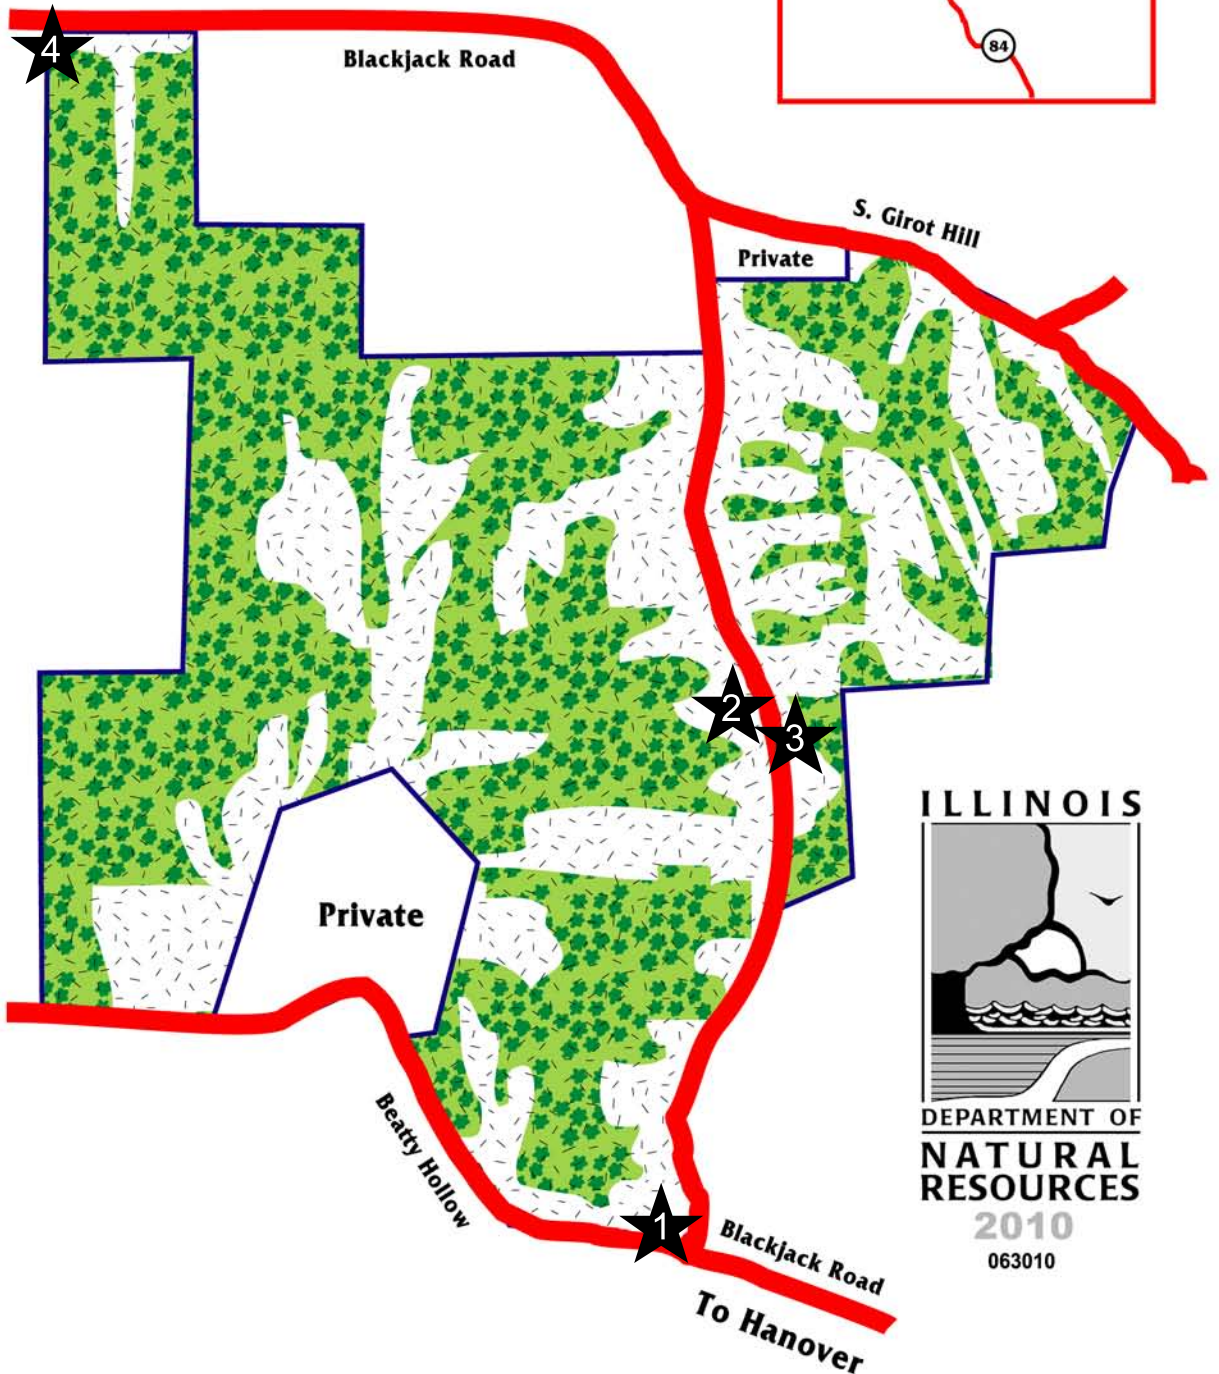 84
4
Blackjack Road
S. Girot Hill
Private
2
3
ILLINOIS
Private
DEPARTMENT OF
NATURAL
RESOURCES
2010
063010
Beatty Hollow
1
Blackjack Road
To Hanover